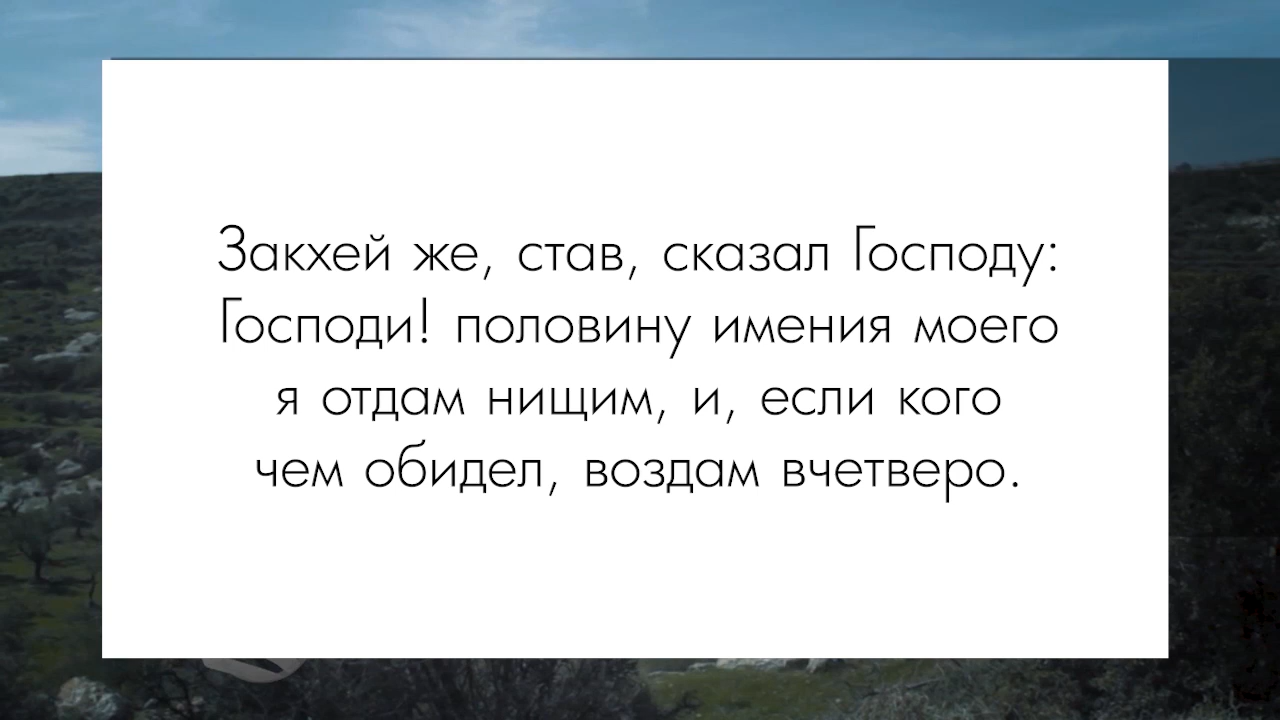 Закхей же, став, сказал Господу:
Господи! половину имения моего
я отдам нищим, и, если кого
чем обидел, воздам вчетверо.